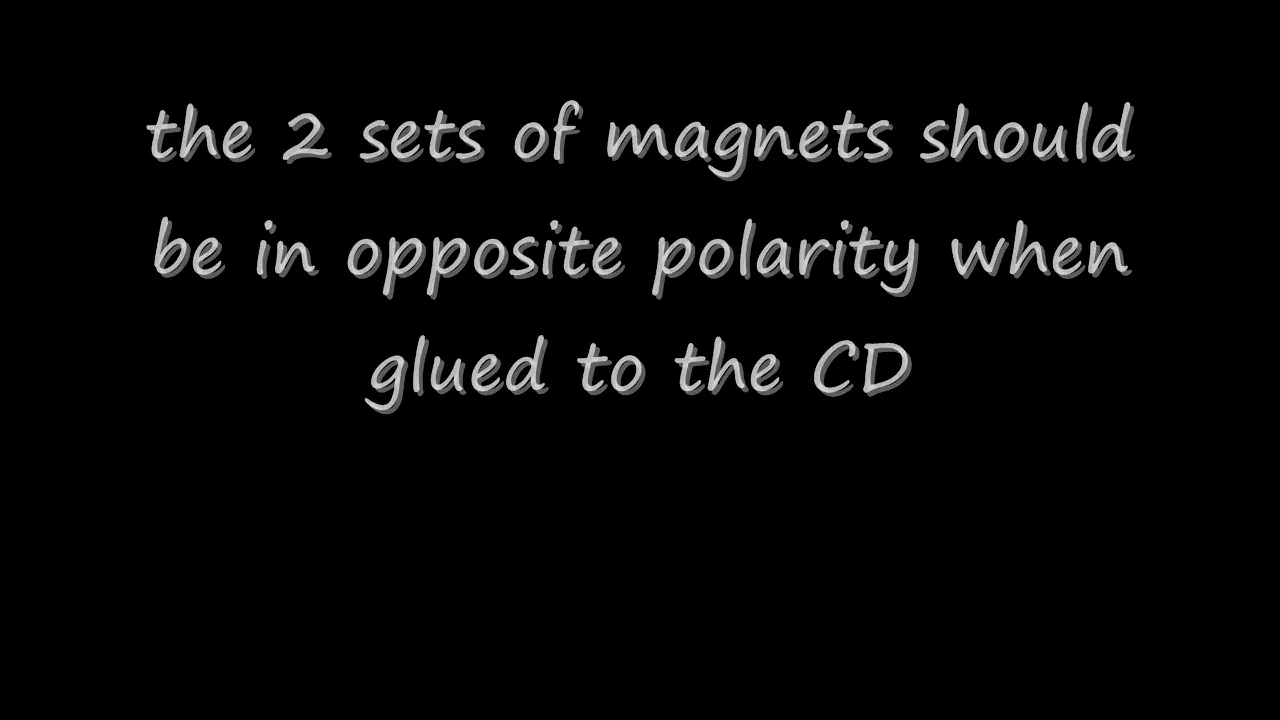 the 2 sets of magnets should
be in opposite polarity when
glued to the CD